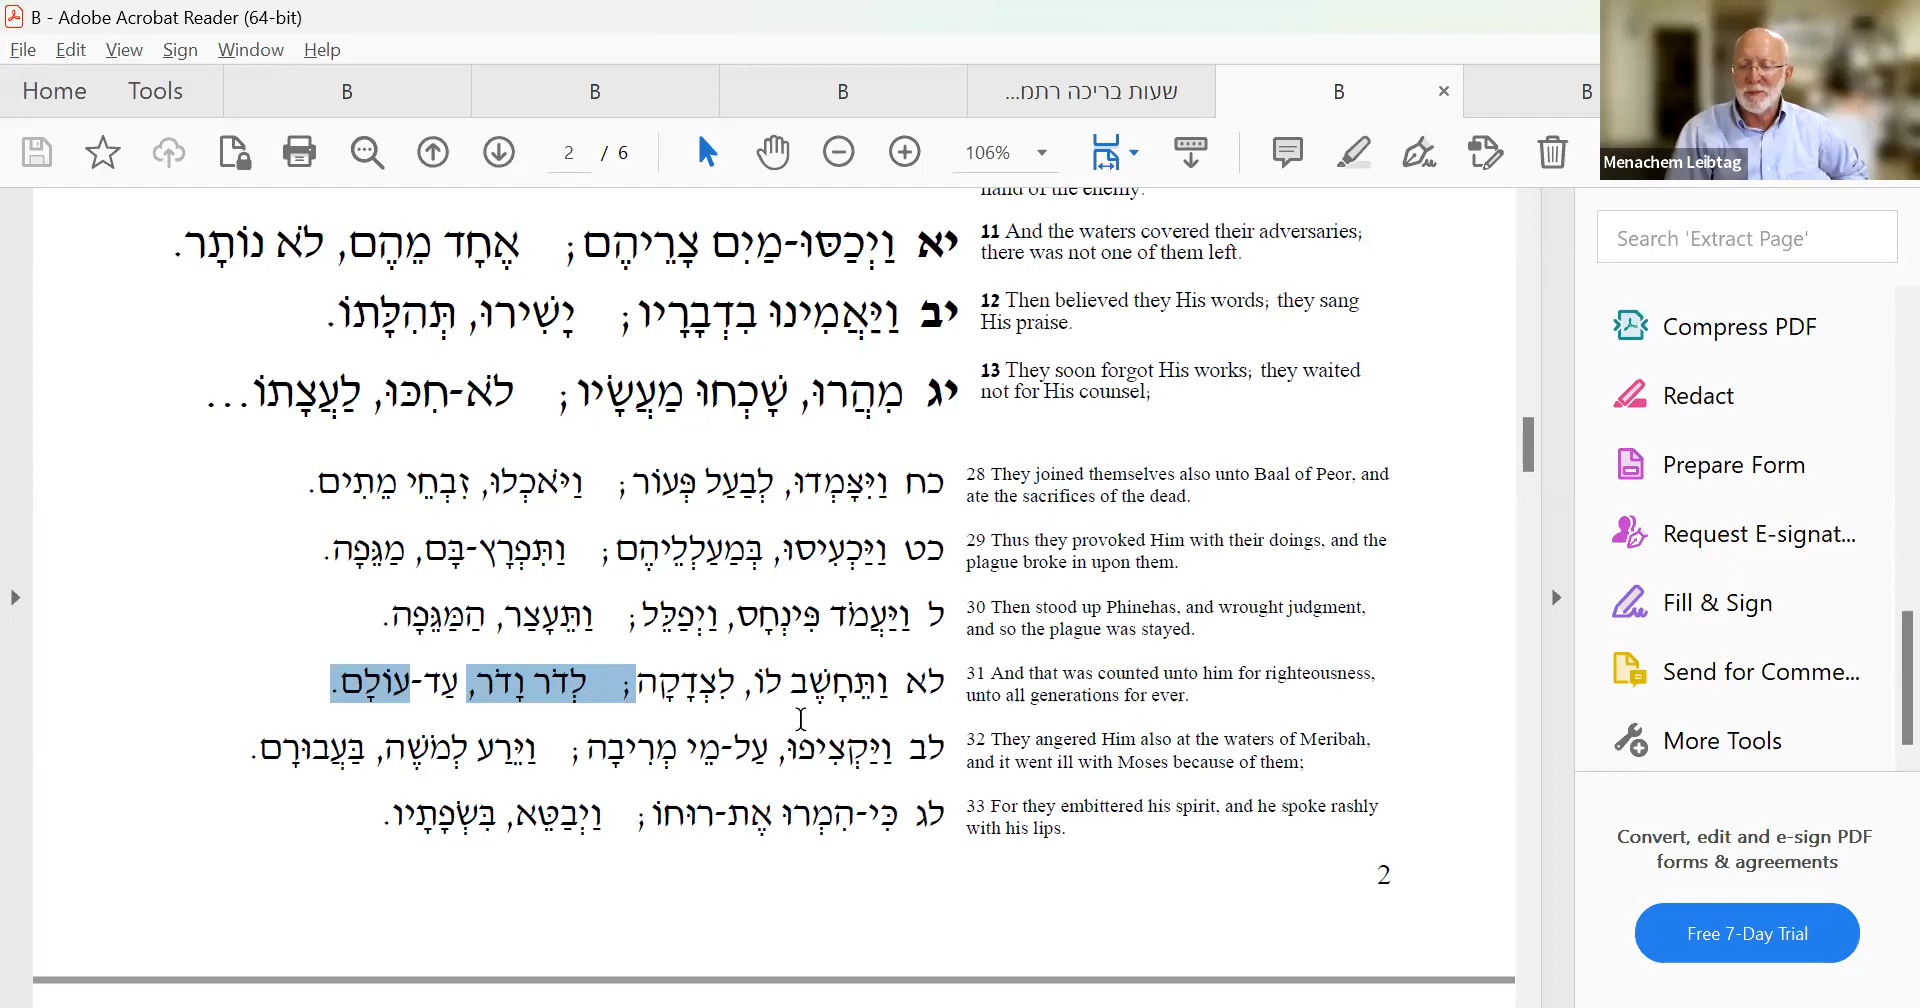 B - Adobe Acrobat Reader (64-bit)
File Edit View Sign Window Help
Home Tools B B B שעות בריכה רתמ... B × B
2 / 6 106%
Menachem Leibtag
hand of the enemy.
יא וַיְכַסּוּ-מַיִם צָרֵיהֶם; אֶחָד מֵהֶם, לֹא נוֹתָר.
11 And the waters covered their adversaries;
there was not one of them left.
יב וַיַּאֲמִינוּ בִדְבָרָיו; יָשִׁירוּ, תְּהִלָּתוֹ.
12 Then believed they His words; they sang
His praise.
יג מִהֲרוּ, שָׁכְחוּ מַעֲשָׂיו; לֹא-חִכּוּ, לַעֲצָתוֹ...
13 They soon forgot His works; they waited
not for His counsel;
כח וַיִּצָּמְדוּ, לְבַעַל פְּעוֹר; וַיֹּאכְלוּ, זִבְחֵי מֵתִים.
28 They joined themselves also unto Baal of Peor, and
ate the sacrifices of the dead.
כט וַיַּכְעִיסוּ, בְּמַעַלְלֵיהֶם; וַתִּפְרָץ-בָּם, מַגֵּפָה.
29 Thus they provoked Him with their doings, and the
plague broke in upon them.
ל וַיַּעֲמֹד פִּינְחָס, וַיְפַלֵּל; וַתֵּעָצַר, הַמַּגֵּפָה.
30 Then stood up Phinehas, and wrought judgment,
and so the plague was stayed.
לא וַתֵּחָשֶׁב לוֹ, לִצְדָקָה; לְדֹר וָדֹר, עַד-עוֹלָם.
31 And that was counted unto him for righteousness,
unto all generations for ever.
לב וַיַּקְצִיפוּ, עַל-מֵי מְרִיבָה; וַיֵּרַע לְמֹשֶׁה, בַּעֲבוּרָם.
32 They angered Him also at the waters of Meribah,
and it went ill with Moses because of them;
לג כִּי-הִמְרוּ אֶת-רוּחוֹ; וַיְבַטֵּא, בִּשְׂפָתָיו.
33 For they embittered his spirit, and he spoke rashly
with his lips.
2
Search 'Extract Page'
Compress PDF
Redact
Prepare Form
Request E-signat...
Fill & Sign
Send for Comme...
More Tools
Convert, edit and e-sign PDF
forms & agreements
Free 7-Day Trial